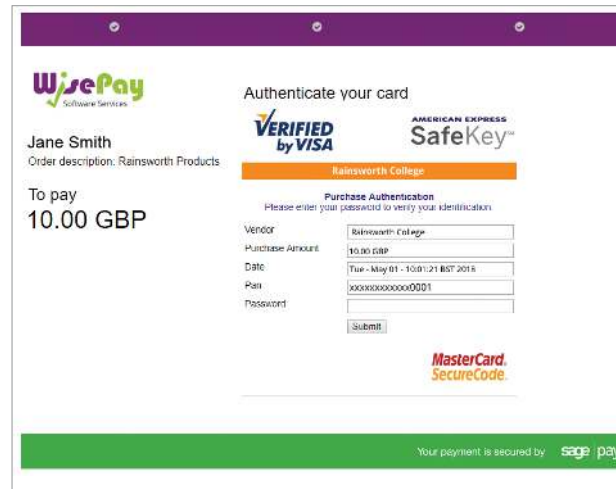 WisePay
Software Services
Authenticate your card
VERIFIED
by VISA
AMERICAN EXPRESS
SafeKey
Jane Smith
Order description: Rainsworth Products
To pay
10.00 GBP
Rainsworth College
Purchase Authentication
Please enter your password to verify your identification.
Vendor Rainsworth College
Purchase Amount 10.00 GBP
Date Tue - May 01 - 10:01:21 BST 2018
Pan xxxxxxxxxxxx0001
Password
Submit
MasterCard.
SecureCode.
Your payment is secured by sage pay